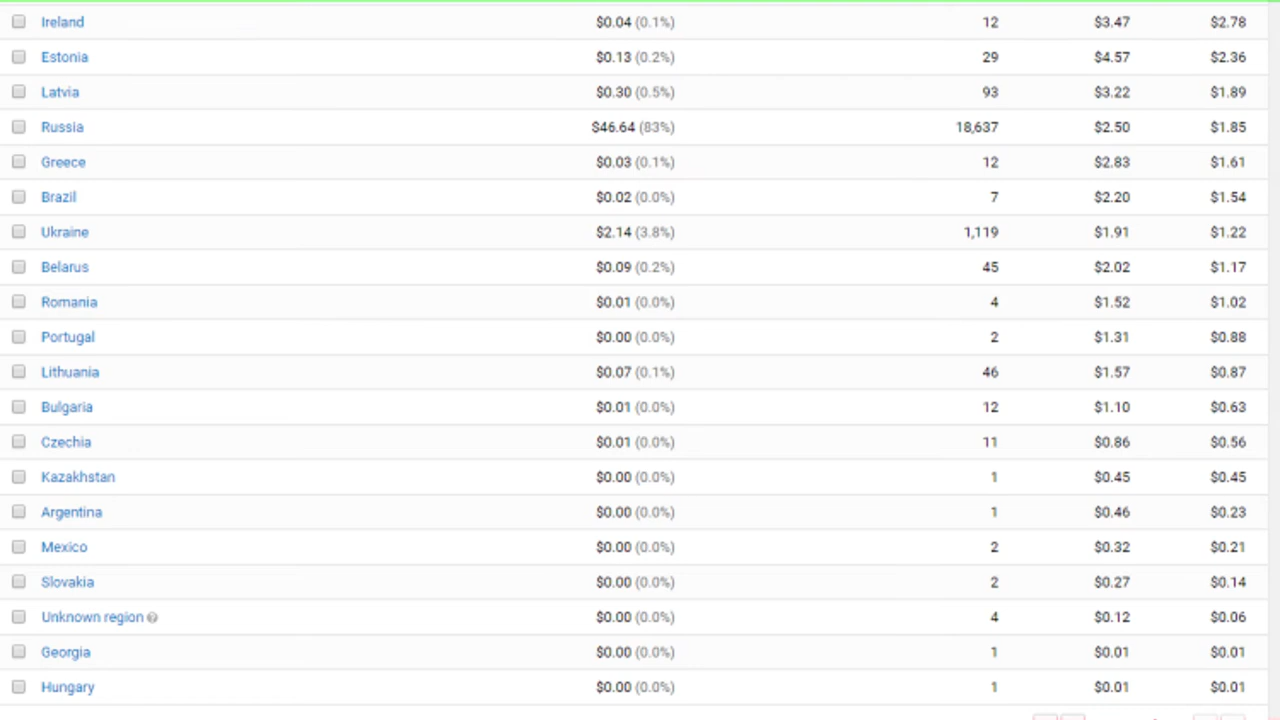 Ireland $0.04 (0.1%) 12 $3.47 $2.78
Estonia $0.13 (0.2%) 29 $4.57 $2.36
Latvia $0.30 (0.5%) 93 $3.22 $1.89
Russia $46.64 (83%) 18,637 $2.50 $1.85
Greece $0.03 (0.1%) 12 $2.83 $1.61
Brazil $0.02 (0.0%) 7 $2.20 $1.54
Ukraine $2.14 (3.8%) 1,119 $1.91 $1.22
Belarus $0.09 (0.2%) 45 $2.02 $1.17
Romania $0.01 (0.0%) 4 $1.52 $1.02
Portugal $0.00 (0.0%) 2 $1.31 $0.88
Lithuania $0.07 (0.1%) 46 $1.57 $0.87
Bulgaria $0.01 (0.0%) 12 $1.10 $0.63
Czechia $0.01 (0.0%) 11 $0.86 $0.56
Kazakhstan $0.00 (0.0%) 1 $0.45 $0.45
Argentina $0.00 (0.0%) 1 $0.46 $0.23
Mexico $0.00 (0.0%) 2 $0.32 $0.21
Slovakia $0.00 (0.0%) 2 $0.27 $0.14
Unknown region $0.00 (0.0%) 4 $0.12 $0.06
Georgia $0.00 (0.0%) 1 $0.01 $0.01
Hungary $0.00 (0.0%) 1 $0.01 $0.01